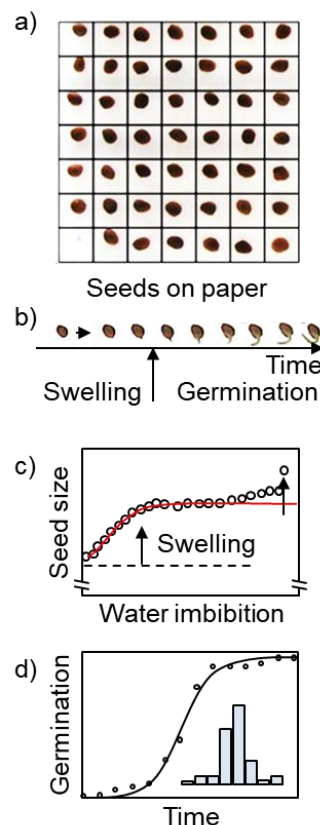 a)
Seeds on paper
b)
Time
Swelling Germination
c)
Seed size
Swelling
Water imbibition
d)
Germination
Time